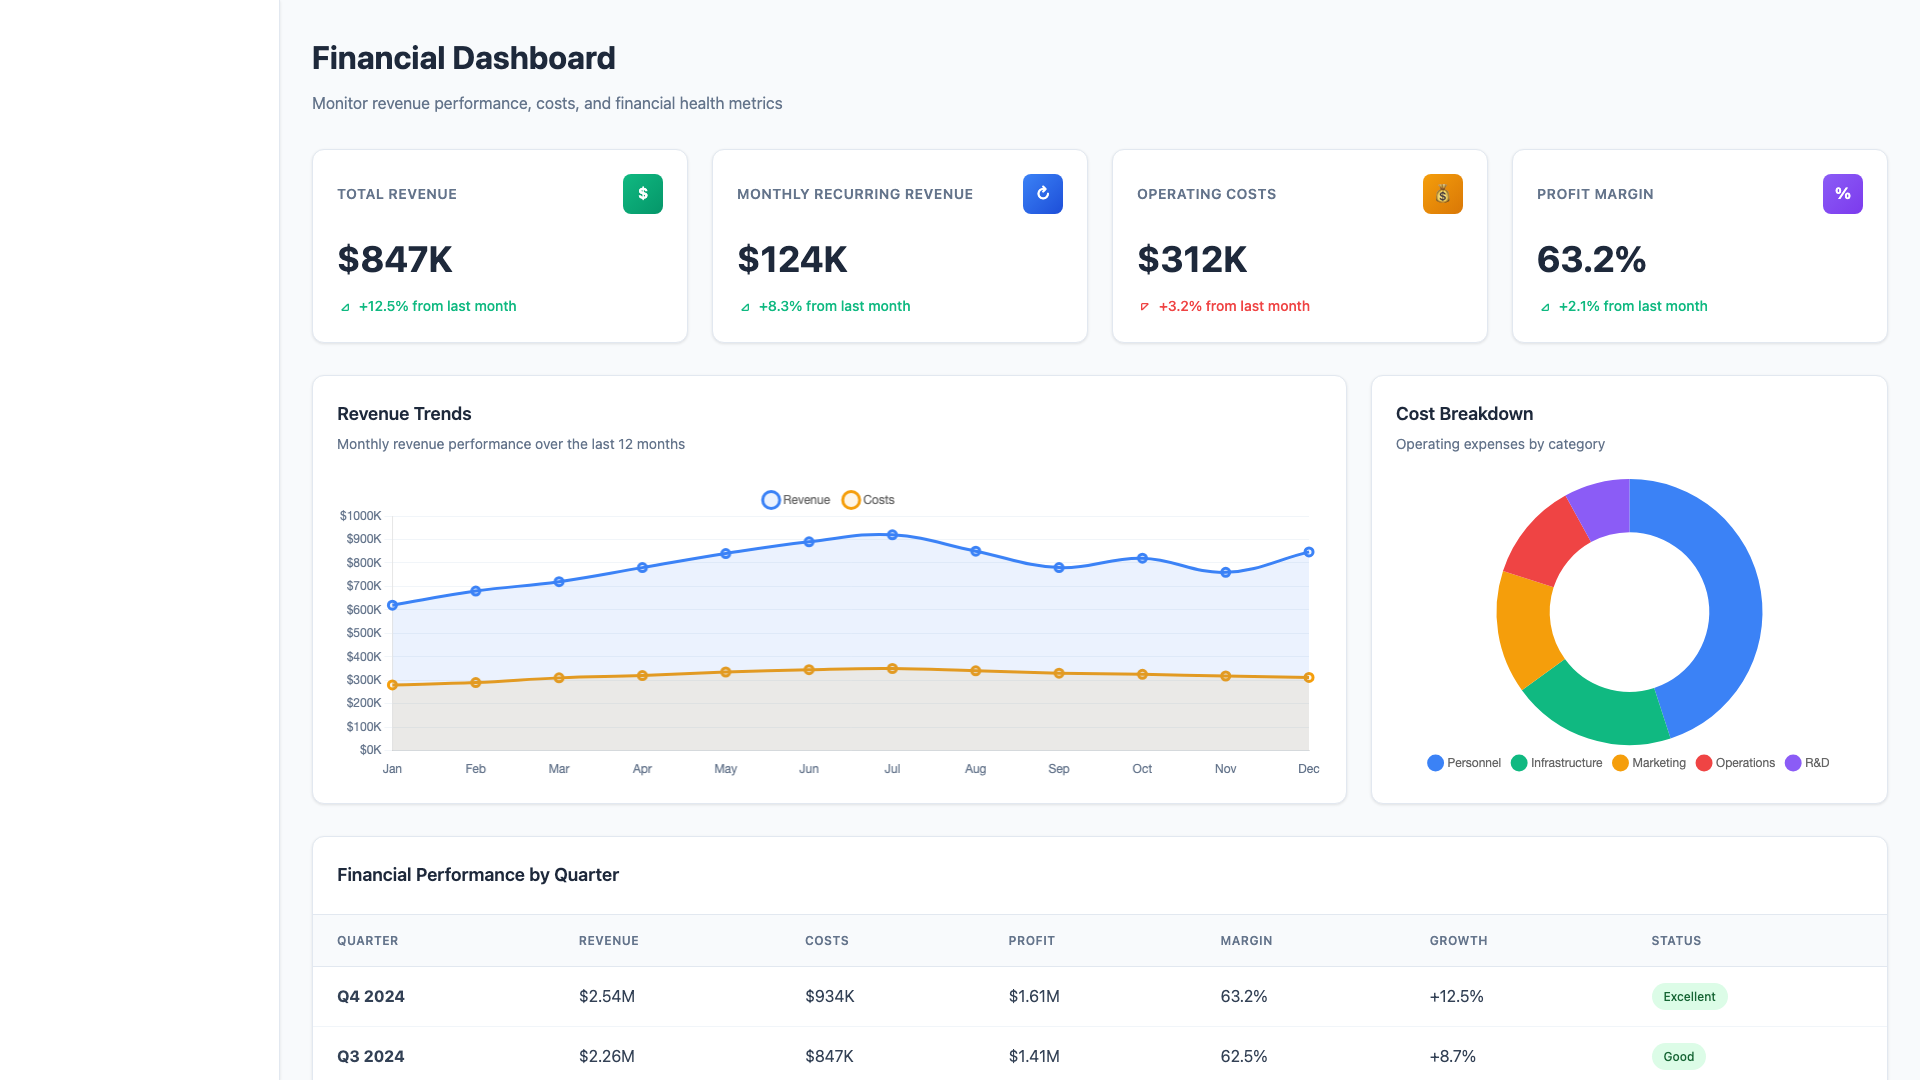 Financial Dashboard
Monitor revenue performance, costs, and financial health metrics
TOTAL REVENUE
$
$847K
+12.5% from last month
MONTHLY RECURRING REVENUE
↻
$124K
+8.3% from last month
OPERATING COSTS
💰
$312K
+3.2% from last month
PROFIT MARGIN
%
63.2%
+2.1% from last month
Revenue Trends
Monthly revenue performance over the last 12 months
Revenue Costs
$1000K
$900K
$800K
$700K
$600K
$500K
$400K
$300K
$200K
$100K
$0K
Jan Feb Mar Apr May Jun Jul Aug Sep Oct Nov Dec
Cost Breakdown
Operating expenses by category
Personnel Infrastructure Marketing Operations R&D
Financial Performance by Quarter
QUARTER REVENUE COSTS PROFIT MARGIN GROWTH STATUS
Q4 2024 $2.54M $934K $1.61M 63.2% +12.5% Excellent
Q3 2024 $2.26M $847K $1.41M 62.5% +8.7% Good